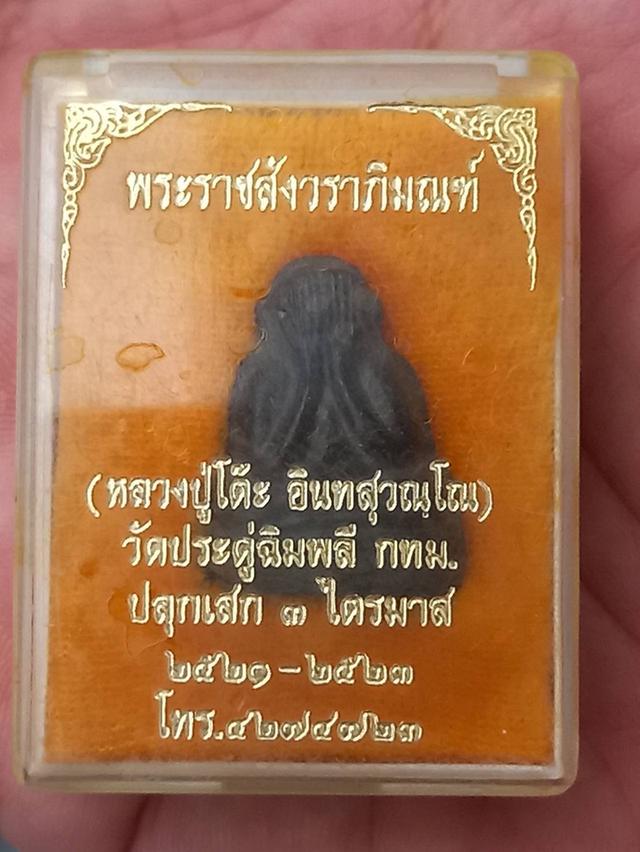 พระราชสังวราภิมณฑ์
(หลวงปู่โต๊ะ อินทสุวณฺโณ)
วัดประดู่ฉิมพลี กทม.
ปลุกเสก ๓ ไตรมาส
๒๕๒๑-๒๕๒๓
โทร.๔๒๗๔๗๒๓